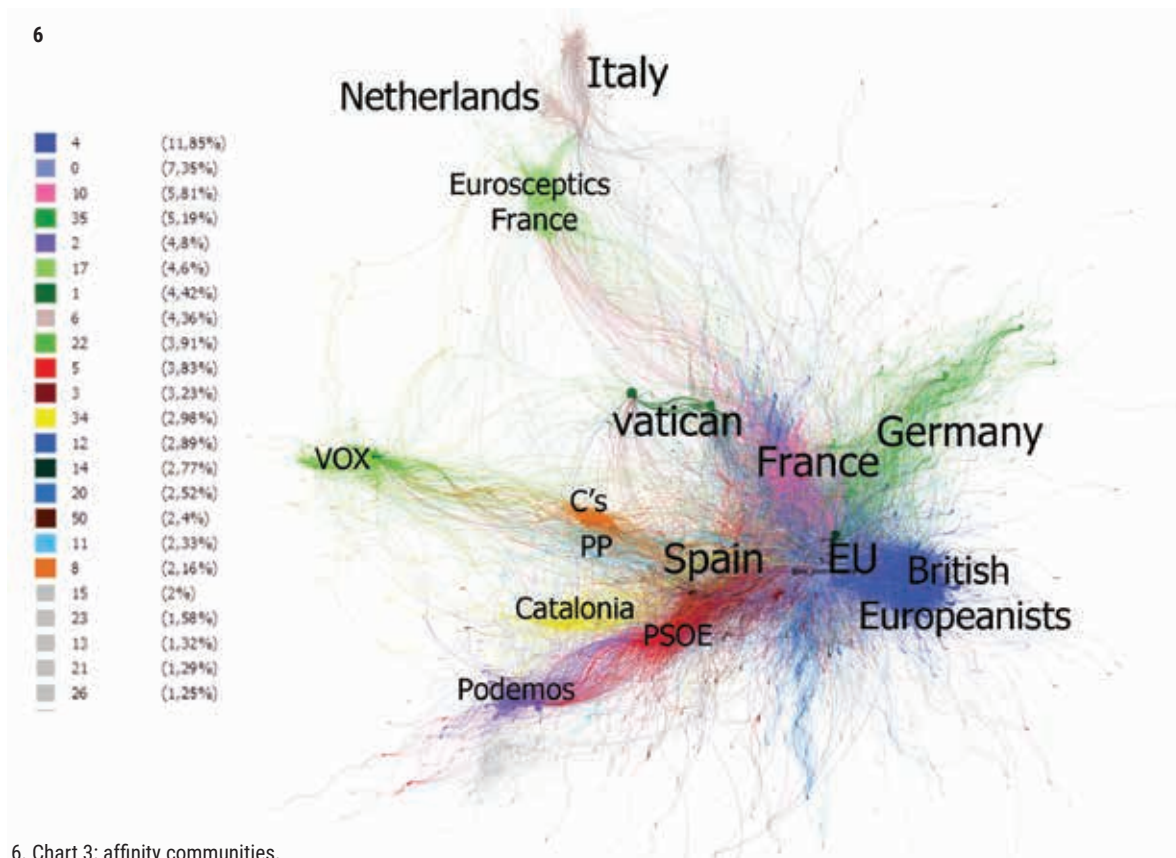 6
Italy
Netherlands
Eurosceptics
France
4 (11,85%)
0 (7,35%)
10 (5,81%)
35 (5,19%)
2 (4,8%)
17 (4,6%)
1 (4,42%)
6 (4,36%)
22 (3,91%)
5 (3,83%)
3 (3,23%)
34 (2,98%)
12 (2,89%)
14 (2,77%)
20 (2,52%)
50 (2,4%)
11 (2,33%)
8 (2,16%)
15 (2%)
23 (1,58%)
13 (1,32%)
21 (1,29%)
26 (1,25%)
vatican
Germany
France
VOX
C's
PP
Spain
EU
British
Europeanists
Catalonia
PSOE
Podemos
6. Chart 3: affinity communities.